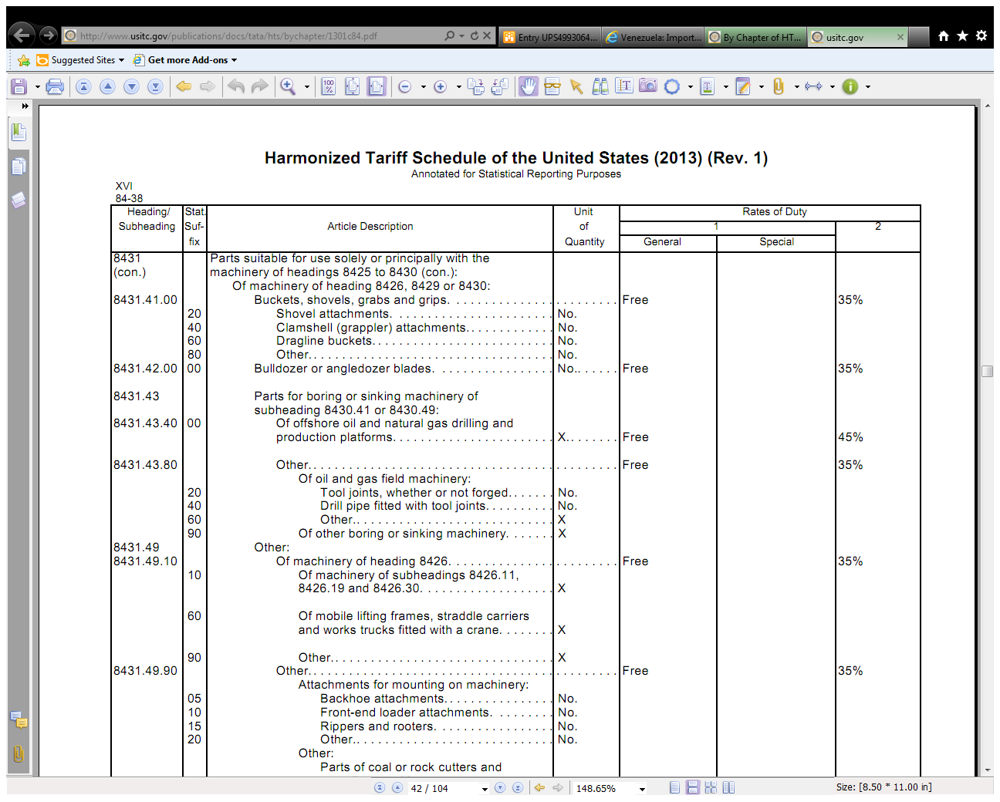 http://www.usitc.gov/publications/docs/tata/hts/bychapter/1301c84.pdf
Entry UPS4993064...
Venezuela: Import...
By Chapter of HT...
usitc.gov
Suggested Sites
Get more Add-ons
Harmonized Tariff Schedule of the United States (2013) (Rev. 1)
Annotated for Statistical Reporting Purposes
XVI
84-38
Heading/ Stat. Unit Rates of Duty
Subheading Suf- Article Description of 1 2
fix Quantity General Special
8431 Parts suitable for use solely or principally with the
(con.) machinery of headings 8425 to 8430 (con.):
Of machinery of heading 8426, 8429 or 8430:
8431.41.00 Buckets, shovels, grabs and grips. Free 35%
20 Shovel attachments. No.
40 Clamshell (grappler) attachments. No.
60 Dragline buckets. No.
80 Other. No.
8431.42.00 00 Bulldozer or angledozer blades. No. Free 35%
8431.43 Parts for boring or sinking machinery of
subheading 8430.41 or 8430.49:
8431.43.40 00 Of offshore oil and natural gas drilling and
production platforms. X. Free 45%
8431.43.80 Other. Free 35%
Of oil and gas field machinery:
20 Tool joints, whether or not forged. No.
40 Drill pipe fitted with tool joints. No.
60 Other. X
90 Of other boring or sinking machinery. X
8431.49 Other:
8431.49.10 Of machinery of heading 8426. Free 35%
10 Of machinery of subheadings 8426.11,
8426.19 and 8426.30. X
60 Of mobile lifting frames, straddle carriers
and works trucks fitted with a crane. X
90 Other. X
8431.49.90 Other. Free 35%
Attachments for mounting on machinery:
05 Backhoe attachments. No.
10 Front-end loader attachments. No.
15 Rippers and rooters. No.
20 Other. No.
Other:
Parts of coal or rock cutters and
42 / 104
148.65%
Size: [8.50 * 11.00 in]